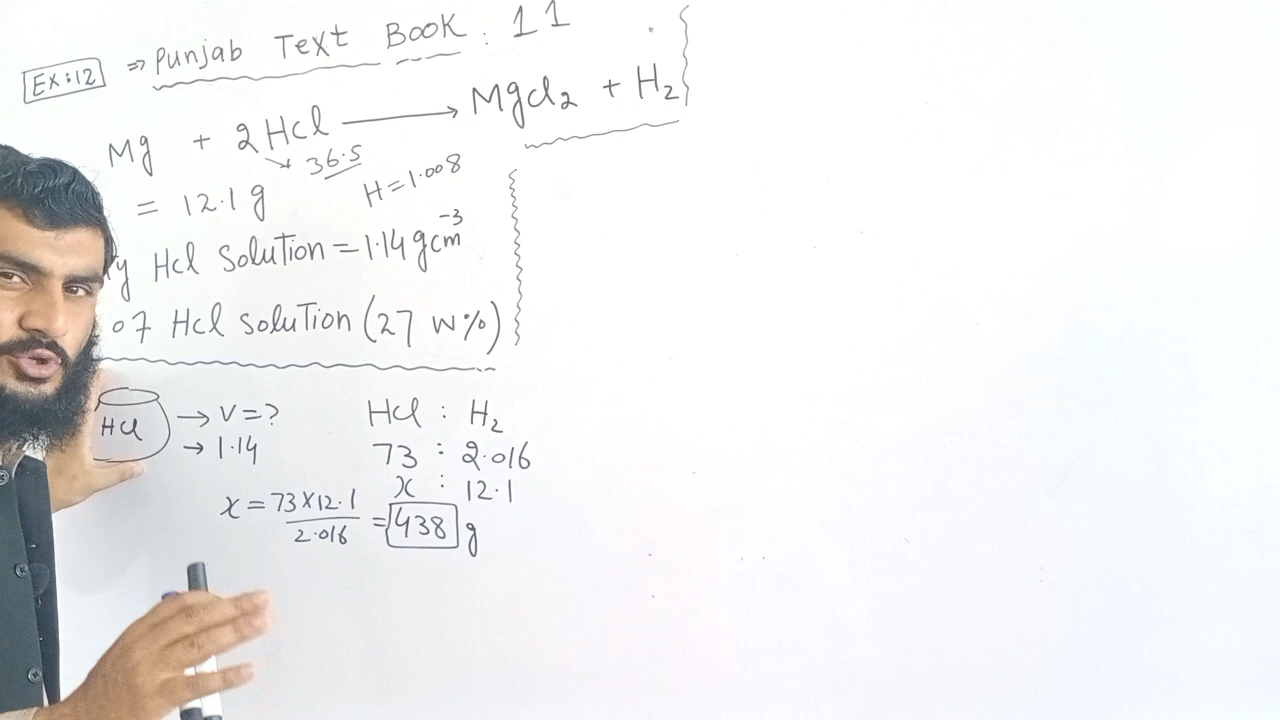 Ex:12 ⇒ Punjab Text Book : 11
Mg + 2Hcl ⟶ Mgcl₂ + H₂
36.5
= 12.1 g H = 1.008
Hcl solution = 1.14 gcm⁻³
of Hcl solution (27 w%)
HCl → V = ? HCl : H₂
→ 1.14 73 : 2.016
x : 12.1
x = 73 x 12.1 / 2.016 = 438 g